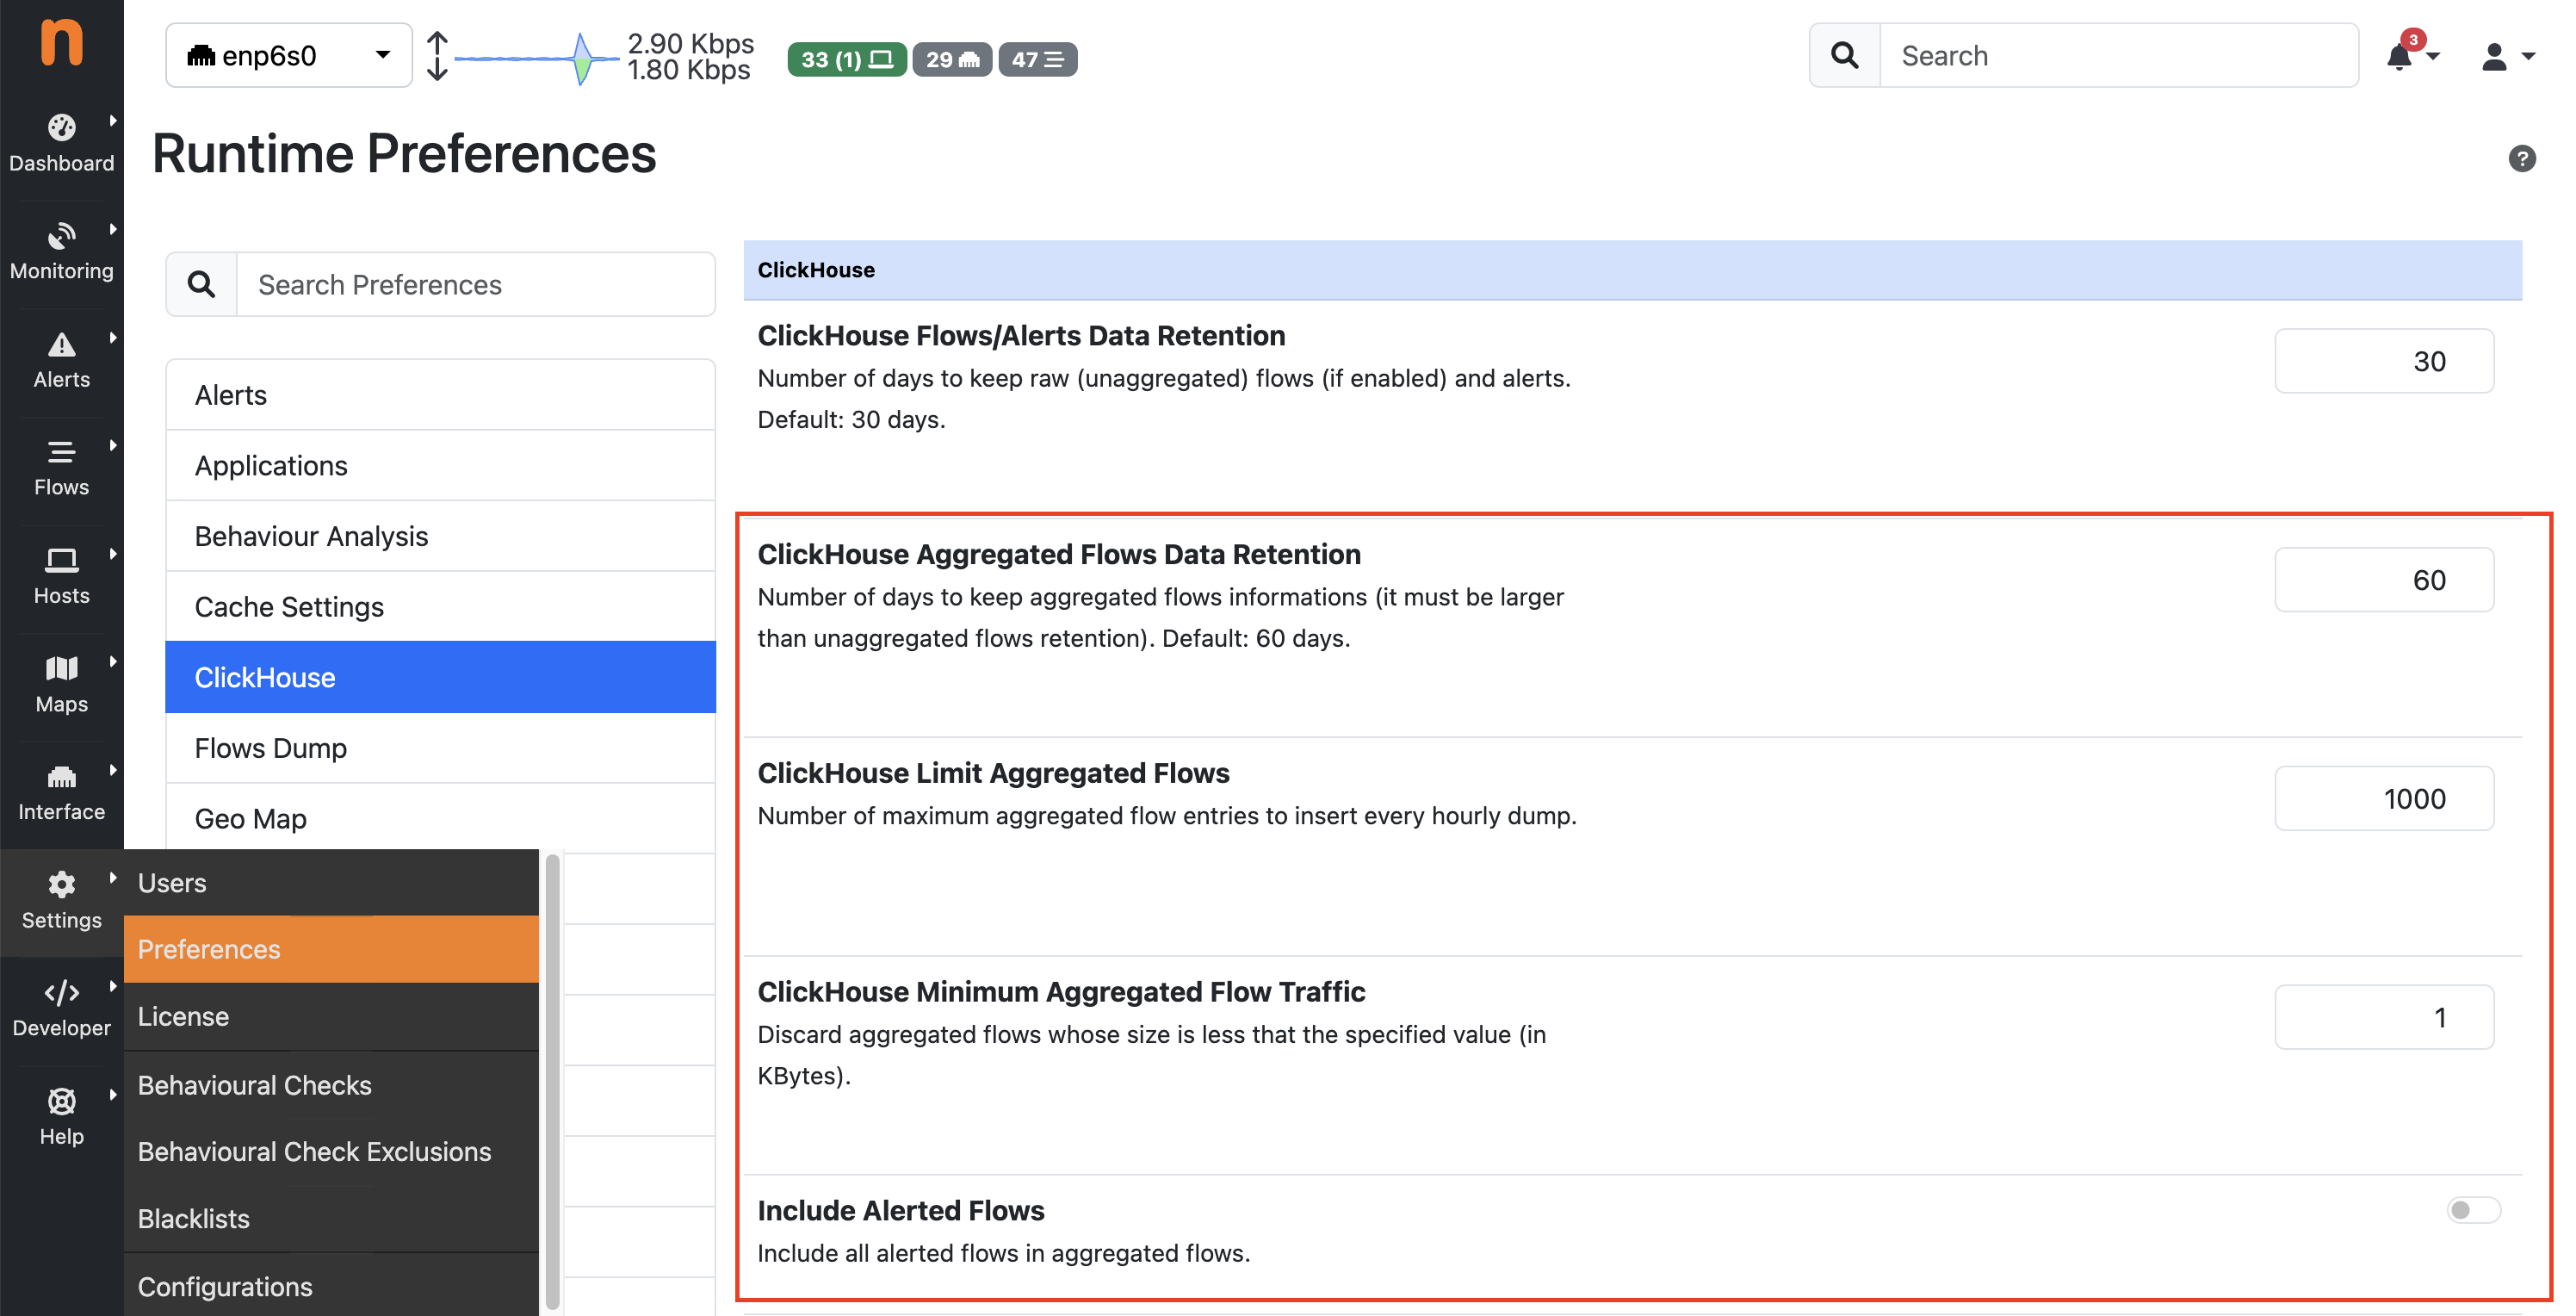 n
enp6s0
2.90 Kbps
1.80 Kbps
33 (1)
29
47
Search
3
Dashboard
Monitoring
Alerts
Flows
Hosts
Maps
Interface
Settings
Developer
Help
Runtime Preferences
?
Search Preferences
Alerts
Applications
Behaviour Analysis
Cache Settings
ClickHouse
Flows Dump
Geo Map
Users
Preferences
License
Behavioural Checks
Behavioural Check Exclusions
Blacklists
Configurations
ClickHouse
ClickHouse Flows/Alerts Data Retention
Number of days to keep raw (unaggregated) flows (if enabled) and alerts.
Default: 30 days.
30
ClickHouse Aggregated Flows Data Retention
Number of days to keep aggregated flows informations (it must be larger
than unaggregated flows retention). Default: 60 days.
60
ClickHouse Limit Aggregated Flows
Number of maximum aggregated flow entries to insert every hourly dump.
1000
ClickHouse Minimum Aggregated Flow Traffic
Discard aggregated flows whose size is less that the specified value (in
KBytes).
1
Include Alerted Flows
Include all alerted flows in aggregated flows.